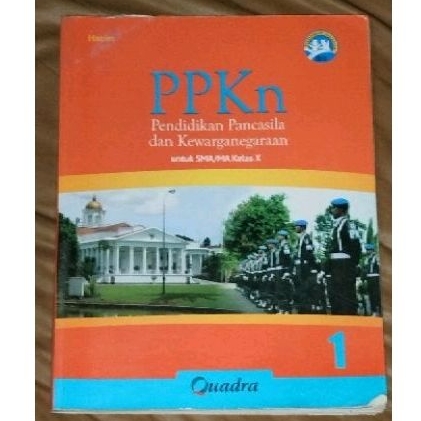 PPKn
Pendidikan Pancasila
dan Kewarganegaraan
untuk SMA/MA Kelas X
1
Quadra